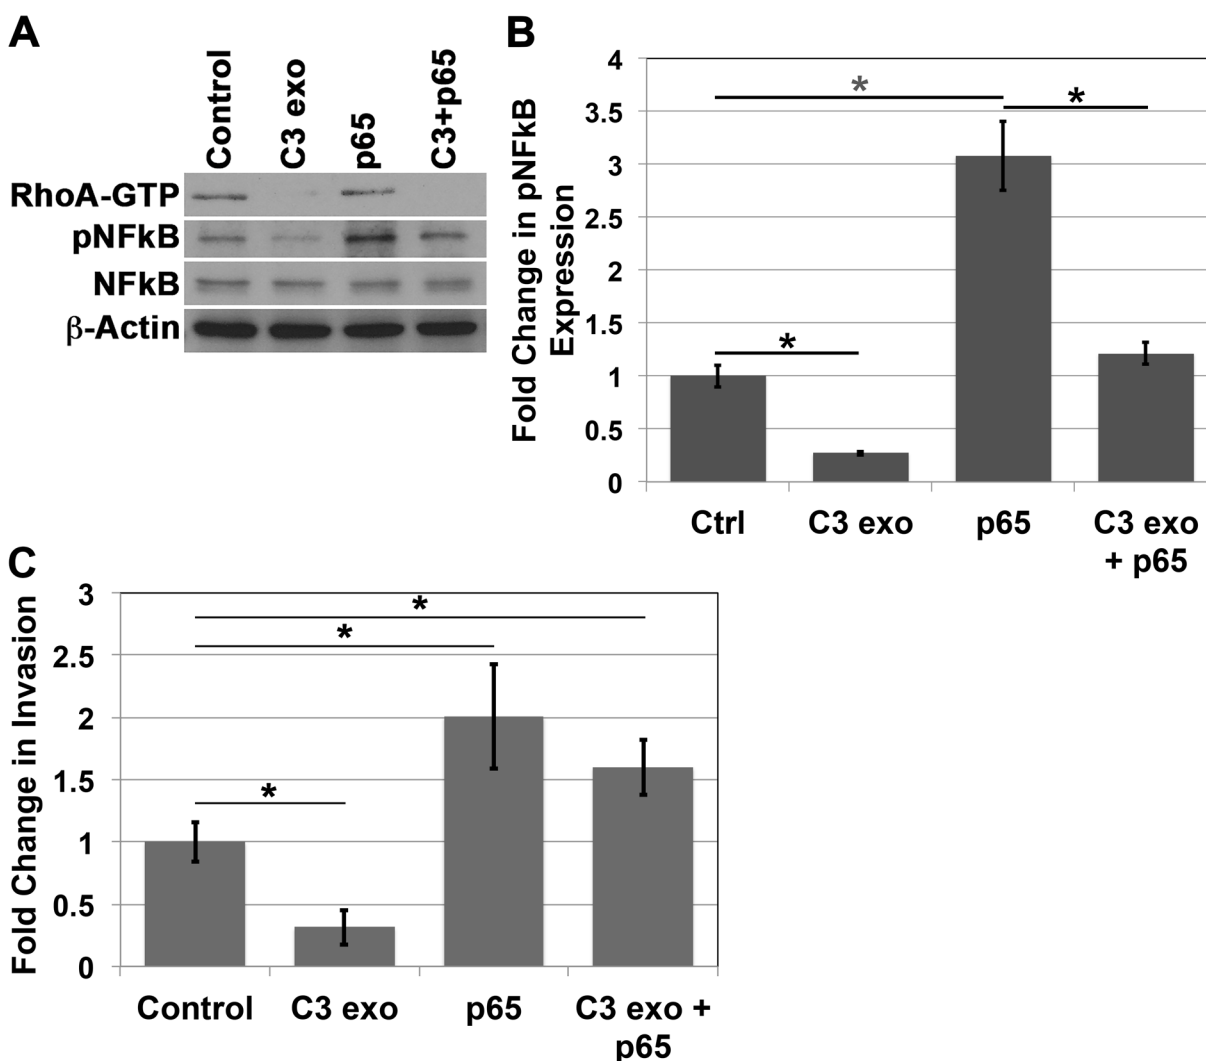 A
Control
C3 exo
p65
C3+p65
RhoA-GTP
pNFkB
NFkB
β-Actin
B
Fold Change in pNFkB
Expression
4
*
*
3.5
3
2.5
2
1.5
*
1
0.5
0
Ctrl
C3 exo
p65
C3 exo
+ p65
C
Fold Change in Invasion
3
*
*
2.5
2
1.5
*
1
0.5
0
Control
C3 exo
p65
C3 exo +
p65